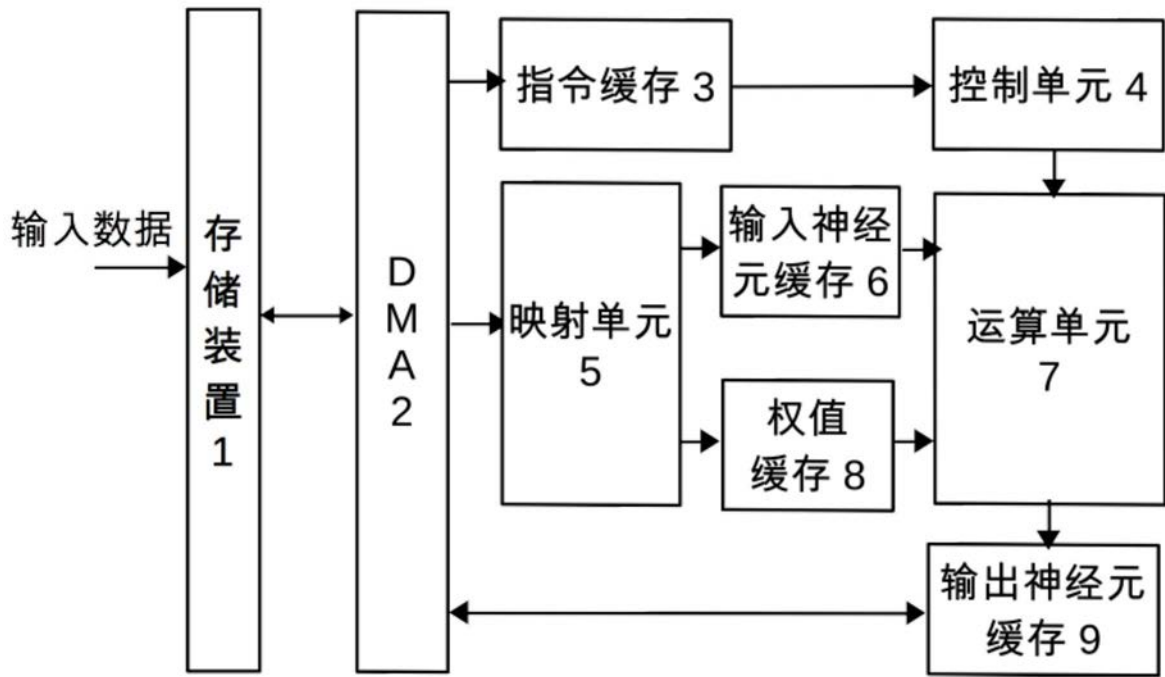 输入数据
存
储
装
置
1
D
M
A
2
指令缓存 3
控制单元 4
映射单元
5
输入神经
元缓存 6
权值
缓存 8
运算单元
7
输出神经元
缓存 9